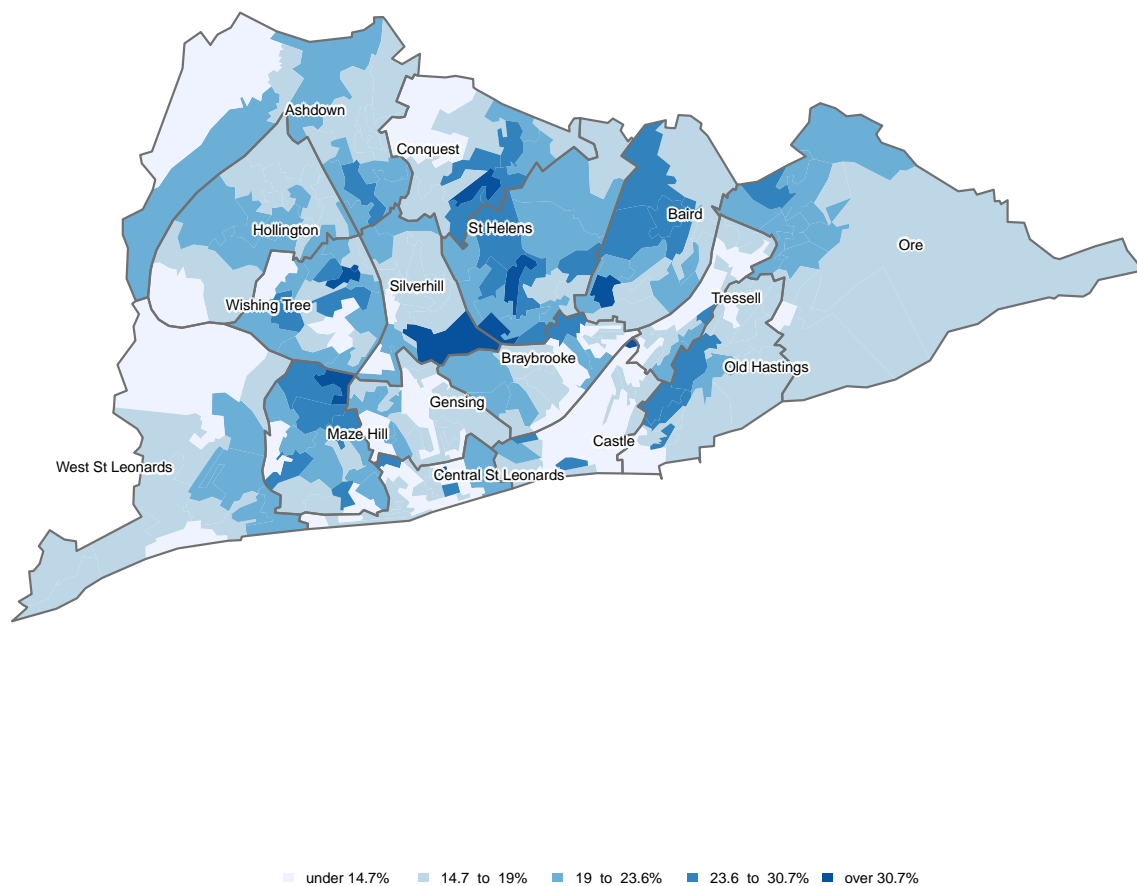 Ashdown
Conquest
Baird
St Helens
Hollington
Ore
Silverhill
Tressell
Wishing Tree
Braybrooke
Old Hastings
Gensing
Maze Hill
Castle
West St Leonards
Central St Leonards
under 14.7% 14.7 to 19% 19 to 23.6% 23.6 to 30.7% over 30.7%